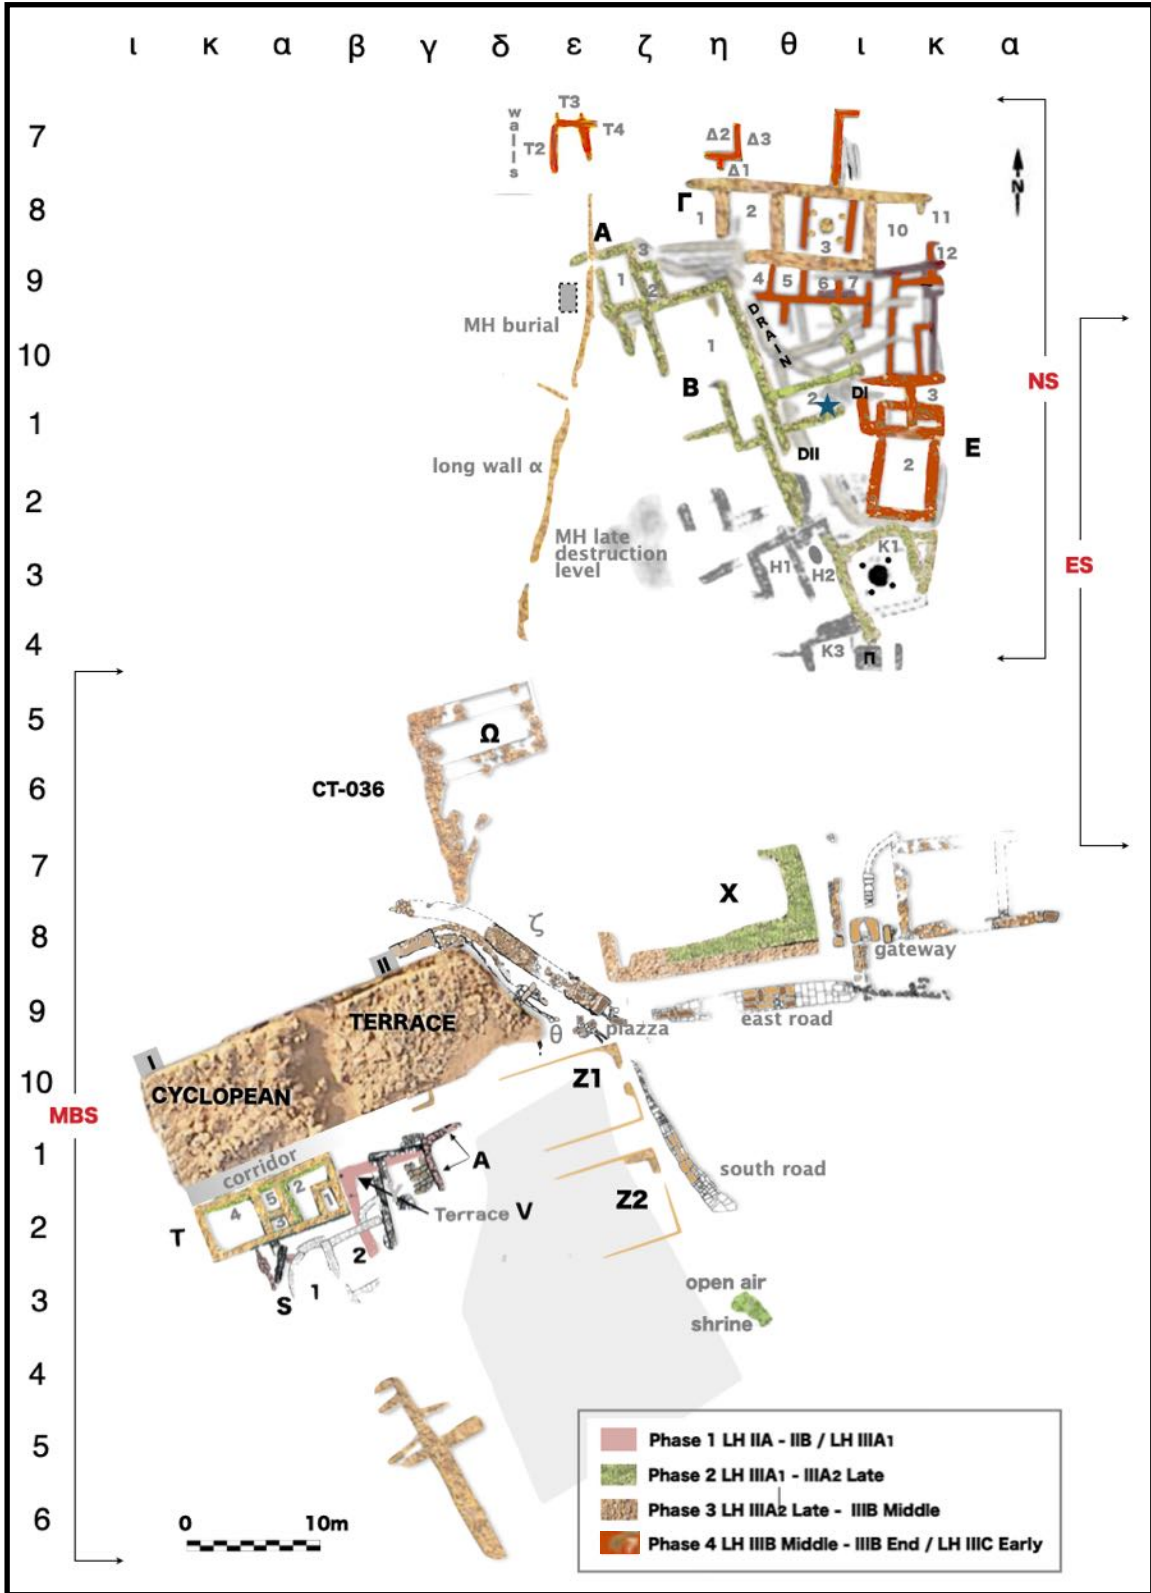 ι κ α β γ δ ε ζ η θ ι κ α
7
8
9
10
1
2
3
4
5
6
7
8
9
10
1
2
3
4
5
6
walls
T2
T3
T4
Δ2
Δ3
Δ1
N
Γ
1
2
3
10
11
12
A
3
1
2
4
5
6
7
MH burial
DRAIN
1
B
2
DI
3
DII
E
2
NS
ES
long wall α
MH late
destruction
level
H1
H2
K1
K3
Π
Ω
CT-036
X
ζ
gateway
II
TERRACE
θ
piazza
east road
I
CYCLOPEAN
Z1
MBS
corridor
A
south road
4
5
2
1
3
Terrace V
Z2
T
2
1
S
open air
shrine
0 10m
Phase 1 LH IIA - IIB / LH IIIA1
Phase 2 LH IIIA1 - IIIA2 Late
Phase 3 LH IIIA2 Late - IIIB Middle
Phase 4 LH IIIB Middle - IIIB End / LH IIIC Early